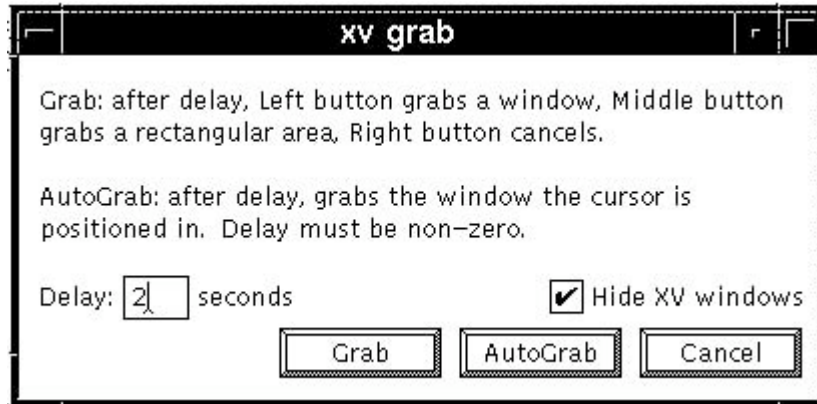 xv grab
Grab: after delay, Left button grabs a window, Middle button
grabs a rectangular area, Right button cancels.
AutoGrab: after delay, grabs the window the cursor is
positioned in.  Delay must be non-zero.
Delay: 2 seconds Hide XV windows
Grab AutoGrab Cancel